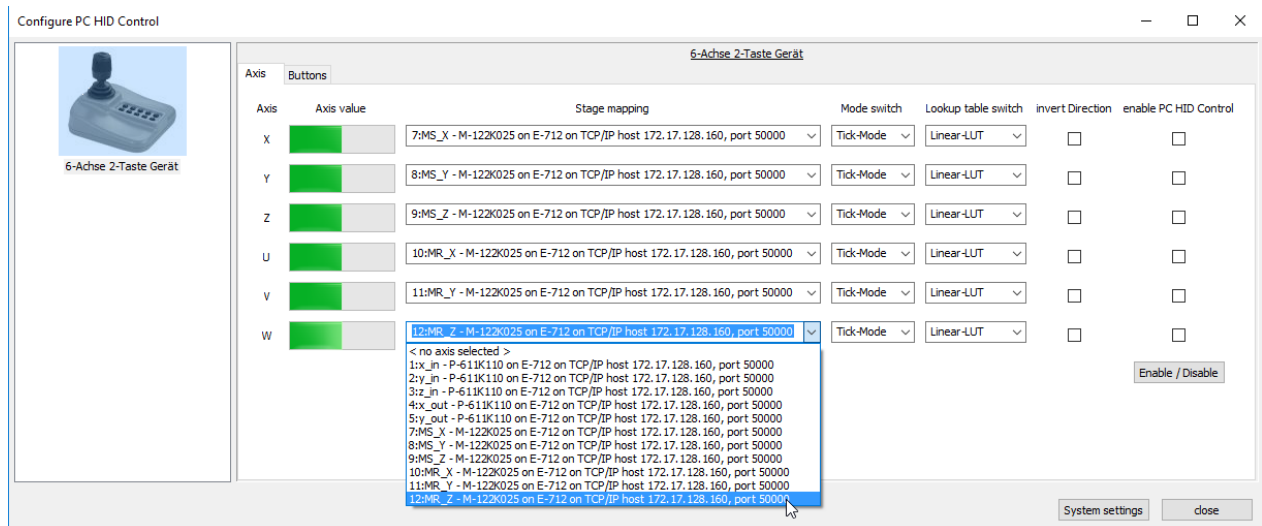 Configure PC HID Control
6-Achse 2-Taste Gerät
6-Achse 2-Taste Gerät
Axis Buttons
Axis Axis value Stage mapping Mode switch Lookup table switch invert Direction enable PC HID Control
X 7:MS_X - M-122K025 on E-712 on TCP/IP host 172.17.128.160, port 50000 Tick-Mode Linear-LUT
Y 8:MS_Y - M-122K025 on E-712 on TCP/IP host 172.17.128.160, port 50000 Tick-Mode Linear-LUT
Z 9:MS_Z - M-122K025 on E-712 on TCP/IP host 172.17.128.160, port 50000 Tick-Mode Linear-LUT
U 10:MR_X - M-122K025 on E-712 on TCP/IP host 172.17.128.160, port 50000 Tick-Mode Linear-LUT
V 11:MR_Y - M-122K025 on E-712 on TCP/IP host 172.17.128.160, port 50000 Tick-Mode Linear-LUT
W 12:MR_Z - M-122K025 on E-712 on TCP/IP host 172.17.128.160, port 50000 Tick-Mode Linear-LUT
< no axis selected >
1:x_in - P-611K110 on E-712 on TCP/IP host 172.17.128.160, port 50000
2:y_in - P-611K110 on E-712 on TCP/IP host 172.17.128.160, port 50000
3:z_in - P-611K110 on E-712 on TCP/IP host 172.17.128.160, port 50000
4:x_out - P-611K110 on E-712 on TCP/IP host 172.17.128.160, port 50000
5:y_out - P-611K110 on E-712 on TCP/IP host 172.17.128.160, port 50000
7:MS_X - M-122K025 on E-712 on TCP/IP host 172.17.128.160, port 50000
8:MS_Y - M-122K025 on E-712 on TCP/IP host 172.17.128.160, port 50000
9:MS_Z - M-122K025 on E-712 on TCP/IP host 172.17.128.160, port 50000
10:MR_X - M-122K025 on E-712 on TCP/IP host 172.17.128.160, port 50000
11:MR_Y - M-122K025 on E-712 on TCP/IP host 172.17.128.160, port 50000
12:MR_Z - M-122K025 on E-712 on TCP/IP host 172.17.128.160, port 50000
Enable / Disable
System settings close